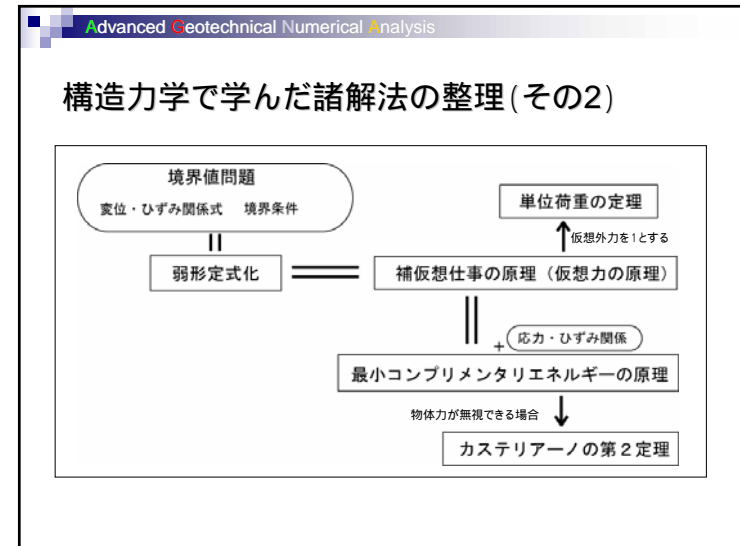 Advanced Geotechnical Numerical Analysis
構造力学で学んだ諸解法の整理(その2)
境界値問題
変位・ひずみ関係式 境界条件
単位荷重の定理
仮想外力を1とする
弱形定式化
補仮想仕事の原理(仮想力の原理)
+
応力・ひずみ関係
最小コンプリメンタリエネルギーの原理
物体力が無視できる場合
カステリアーノの第2定理